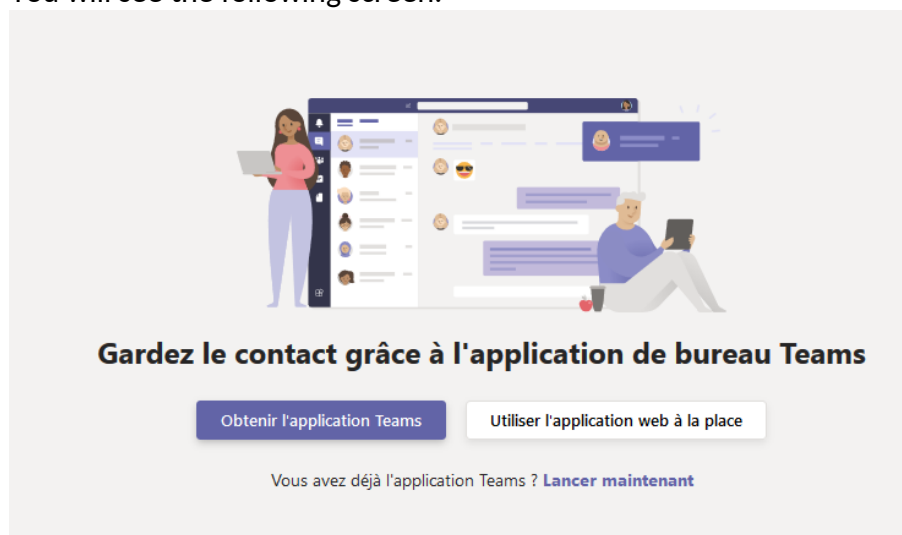 You will see the following screen:
Gardez le contact grâce à l'application de bureau Teams
Obtenir l'application Teams
Utiliser l'application web à la place
Vous avez déjà l'application Teams ? Lancer maintenant